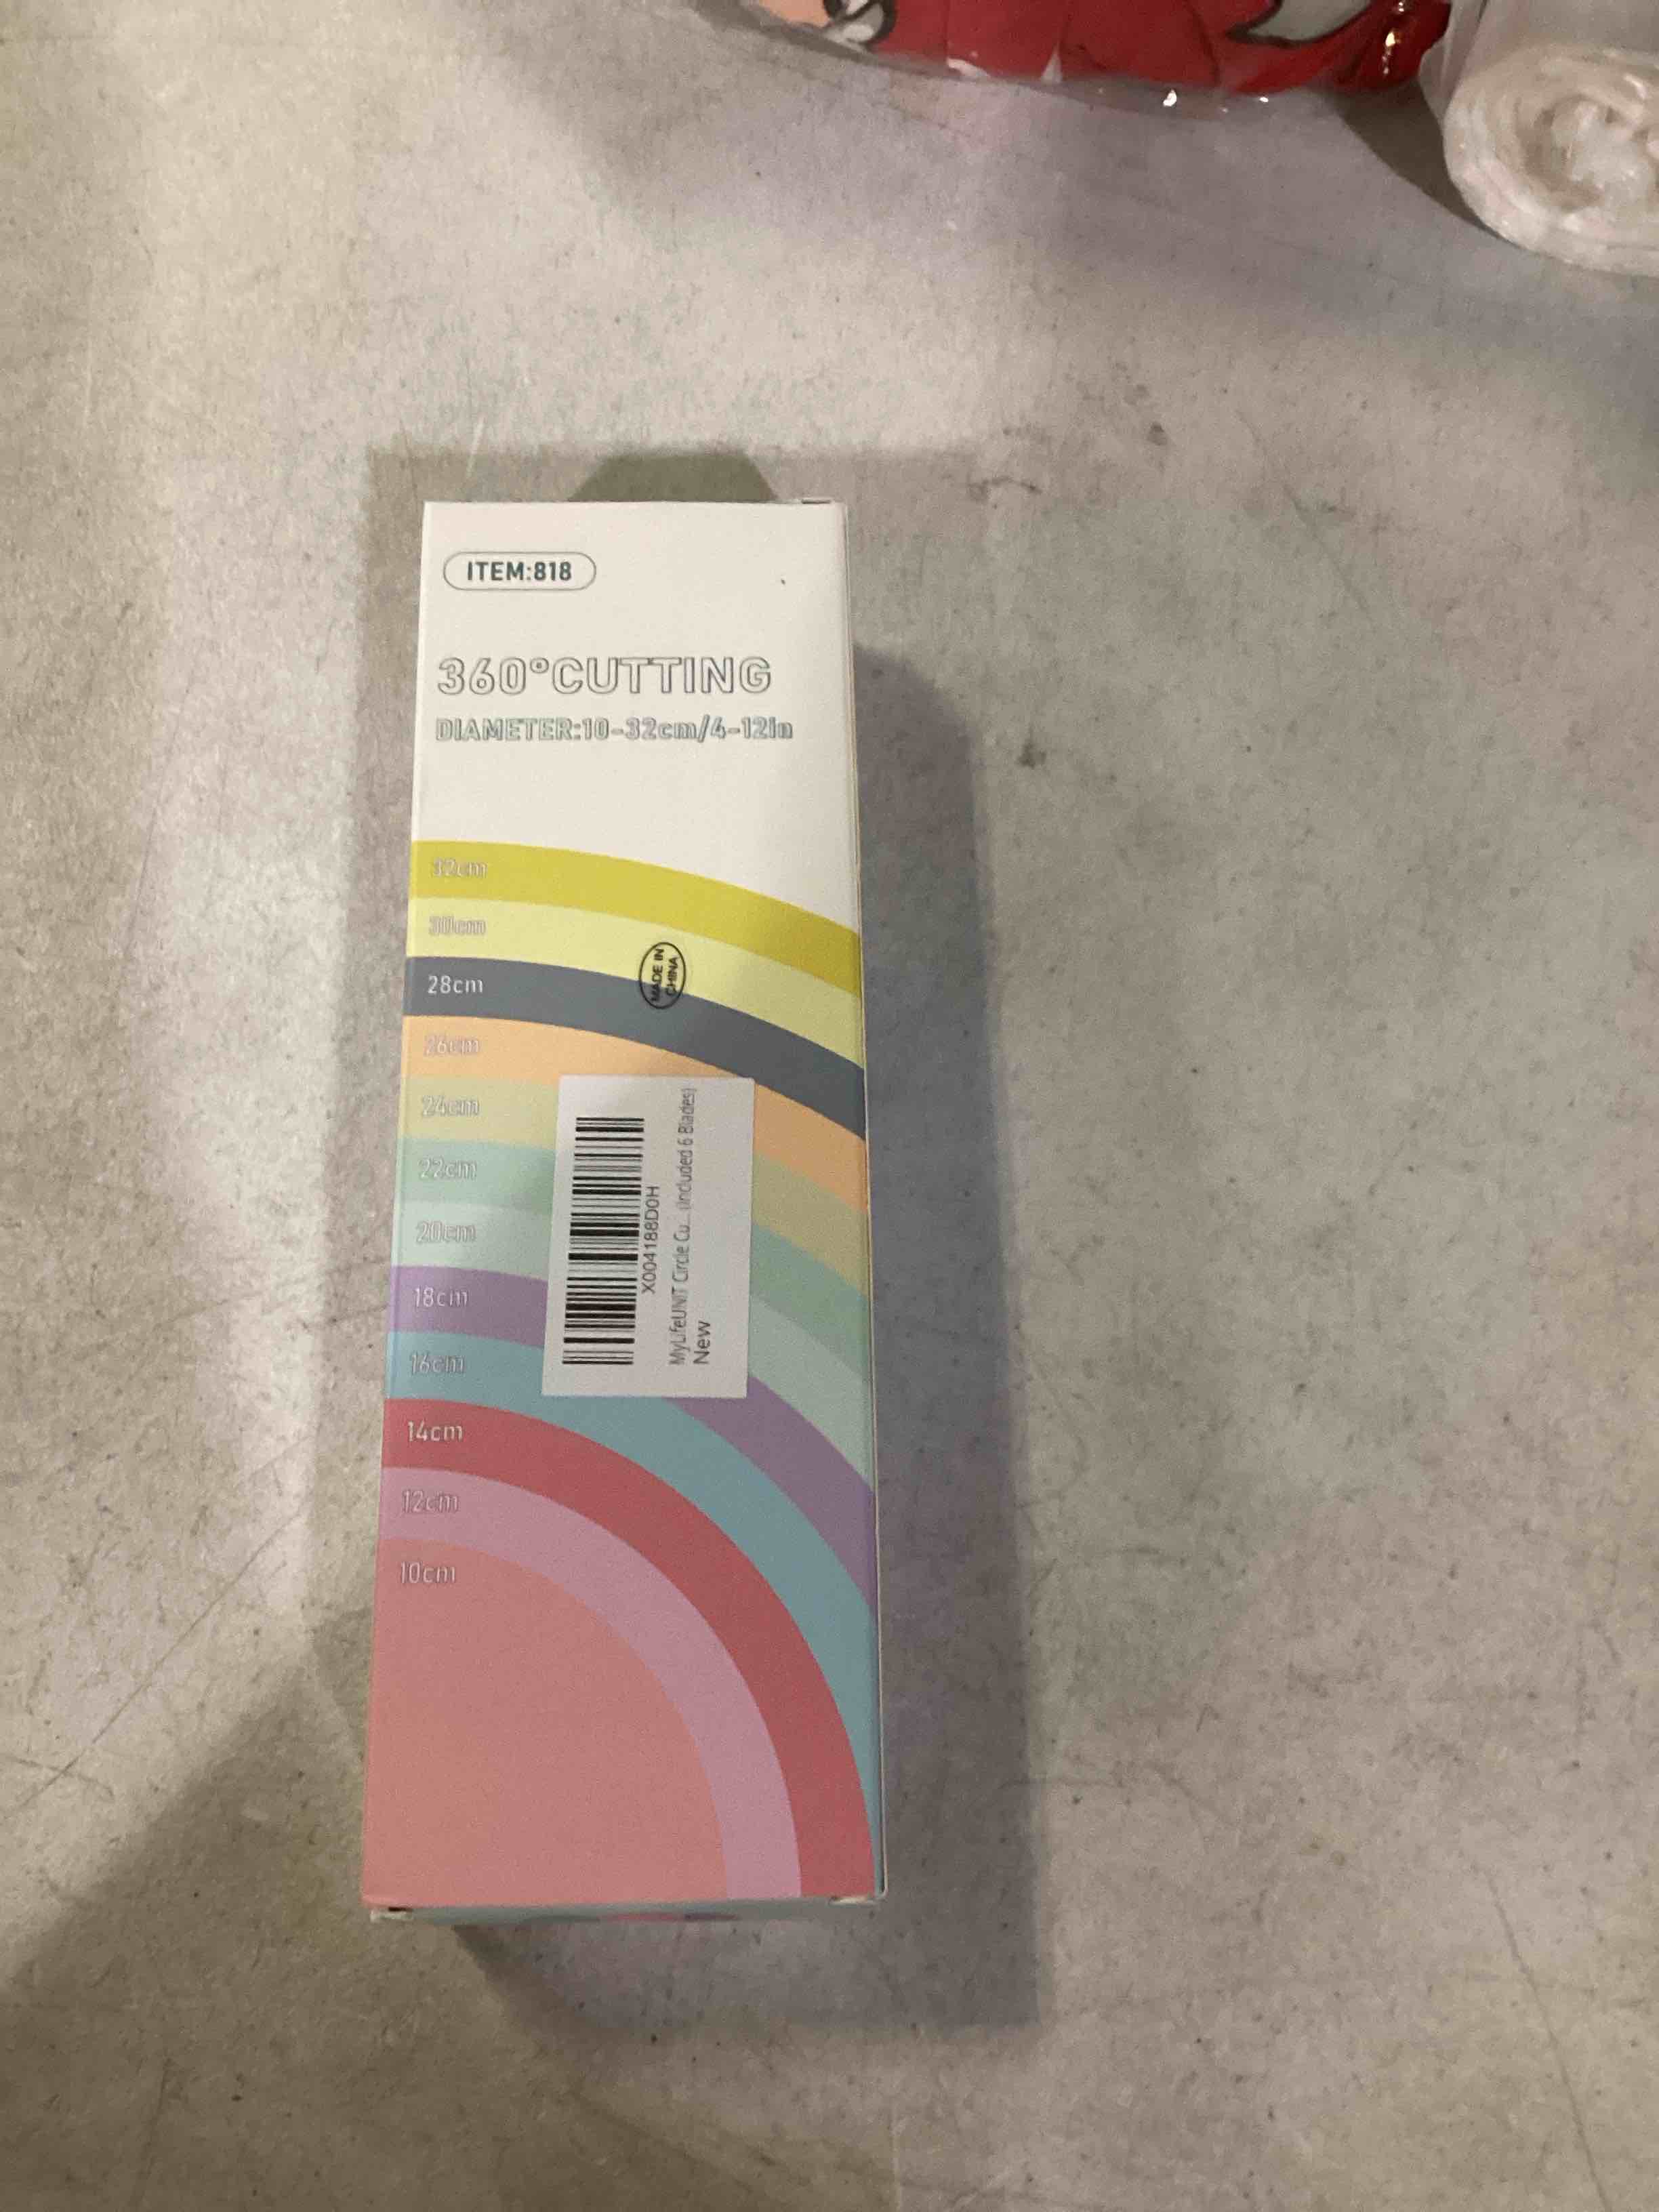 ITEM:818
360°CUTTING
DIAMETER:10-32cm/4-12in
32cm
30cm
MADE IN
CHINA
28cm
26cm
24cm
22cm
20cm
18cm
16cm
14cm
12cm
10cm
X004188D0H
MyLifeUNIT Circle Cu...(Included 6 Blades)
New